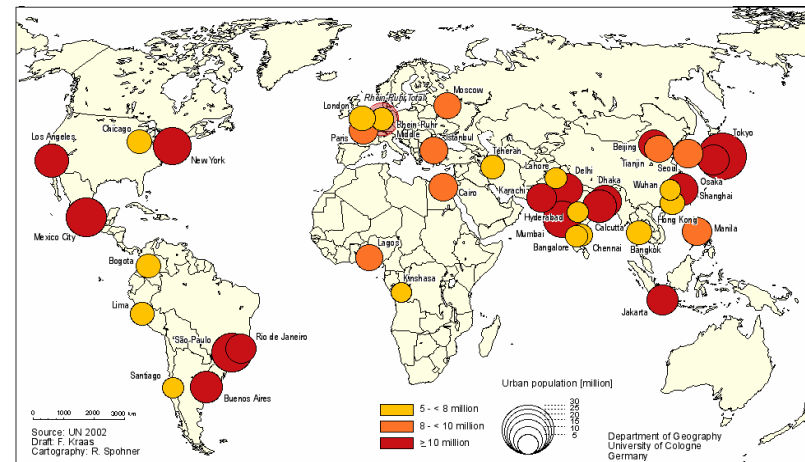 Moscow
London
Rhein-Ruhr Total
Chicago
Rhein-Ruhr
Middle
Paris
Istanbul
Los Angeles
New York
Teheran
Beijing
Tokyo
Tianjin
Lahore
Seoul
Delhi
Dhaka
Osaka
Karachi
Wuhan
Shanghai
Cairo
Mexico City
Hyderabad
Hong Kong
Calcutta
Manila
Mumbai
Bangalore
Chennai
Bangkok
Lagos
Bogota
Kinshasa
Lima
Jakarta
São-Paulo
Rio de Janeiro
Santiago
Buenos Aires
Urban population [million]
30
25
20
15
10
5
5 - < 8 million
8 - < 10 million
≥ 10 million
0 1000 2000 3000 km
Source: UN 2002
Draft: F. Kraas
Cartography: R. Spohner
Department of Geography
University of Cologne
Germany